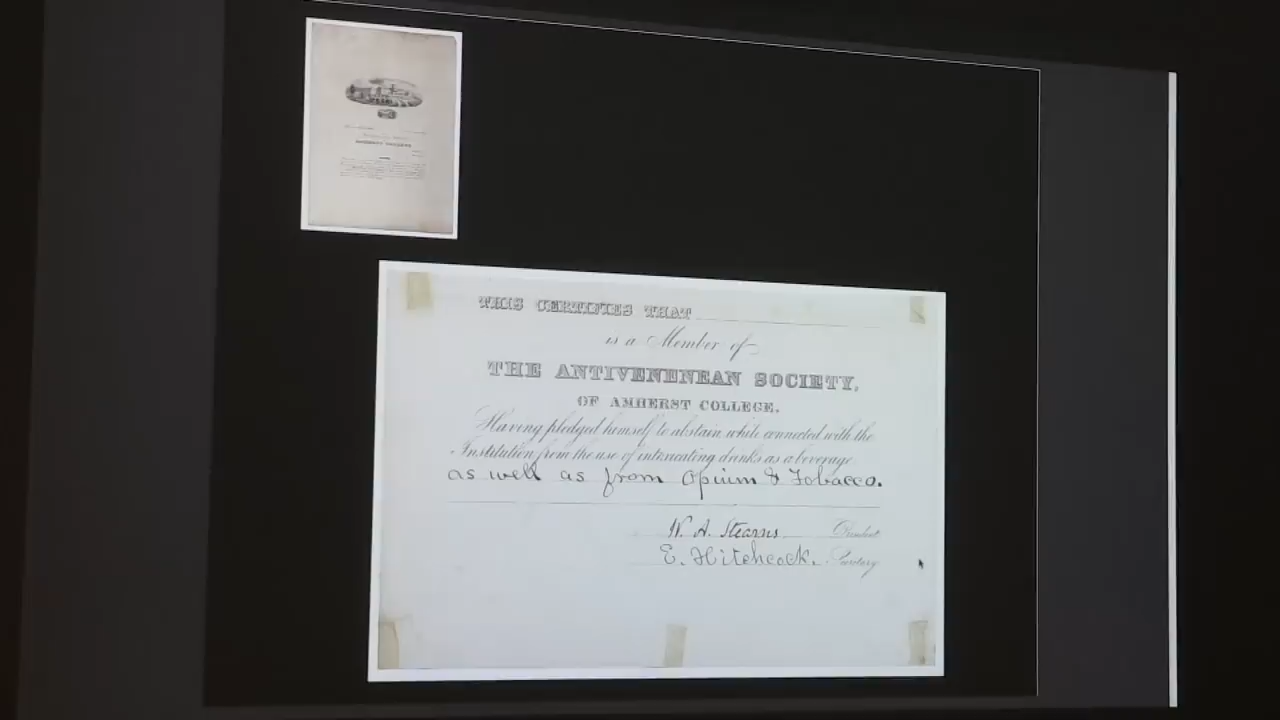 THIS CERTIFIES THAT
is a Member of
THE ANTIVENENEAN SOCIETY,
OF AMHERST COLLEGE.
Having pledged himself to abstain while connected with the
Institution from the use of intoxicating drinks as a beverage
as well as from Opium & Tobacco.
W. A. Stearns President
E. Hitchcock. Secretary